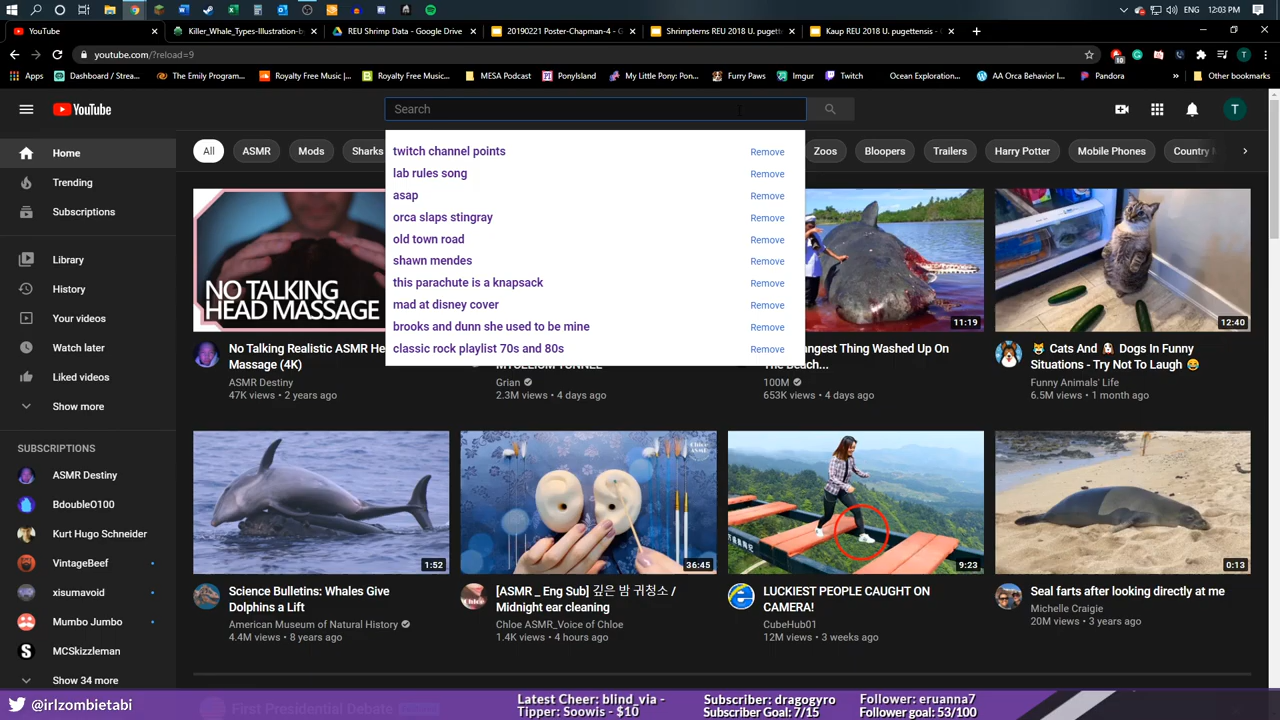 ENG 12:03 PM
YouTube
Killer_Whale_Types-Illustration-b
REU Shrimp Data - Google Drive
20190221 Poster-Chapman-4 - G
Shrimpterns REU 2018 U. pugett
Kaup REU 2018 U. pugettensis -
youtube.com/?reload=9
10
T
Apps
Dashboard / Strea...
The Emily Program...
Royalty Free Music |...
Royalty Free Music...
MESA Podcast
PonyIsland
My Little Pony: Pon...
Furry Paws
Imgur
Twitch
Ocean Exploration...
AA Orca Behavior I...
Pandora
»
Other bookmarks
YouTube
Search
T
Home
Trending
Subscriptions
Library
History
Your videos
Watch later
Liked videos
Show more
SUBSCRIPTIONS
ASMR Destiny
BdoubleO100
Kurt Hugo Schneider
VintageBeef
xisumavoid
Mumbo Jumbo
MCSkizzleman
Show 34 more
All
ASMR
Mods
Sharks
Zoos
Bloopers
Trailers
Harry Potter
Mobile Phones
Country
twitch channel points Remove
lab rules song Remove
asap Remove
orca slaps stingray Remove
old town road Remove
shawn mendes Remove
this parachute is a knapsack Remove
mad at disney cover Remove
brooks and dunn she used to be mine Remove
classic rock playlist 70s and 80s Remove
NO TALKING
HEAD MASSAGE
No Talking Realistic ASMR He
Massage (4K)
ASMR Destiny
47K views • 2 years ago
MYCELIUM TUNNEL
Grian
2.3M views • 4 days ago
11:19
angest Thing Washed Up On
The Beach...
100M
653K views • 4 days ago
12:40
😼 Cats And 🐶 Dogs In Funny
Situations - Try Not To Laugh 😂
Funny Animals' Life
6.5M views • 1 month ago
1:52
Science Bulletins: Whales Give
Dolphins a Lift
American Museum of Natural History
4.4M views • 8 years ago
Chloe
ASMR
36:45
[ASMR _ Eng Sub] 깊은 밤 귀청소 /
Midnight ear cleaning
Chloe ASMR_Voice of Chloe
1.4K views • 4 hours ago
9:23
LUCKIEST PEOPLE CAUGHT ON
CAMERA!
CubeHub01
12M views • 3 weeks ago
0:13
Seal farts after looking directly at me
Michelle Craigie
20M views • 3 years ago
First Presidential Debate
@irlzombietabi
Latest Cheer: blind_via -
Tipper: Soowis - $10
Subscriber: dragogyro
Subscriber Goal: 7/15
Follower: eruanna7
Follower goal: 53/100